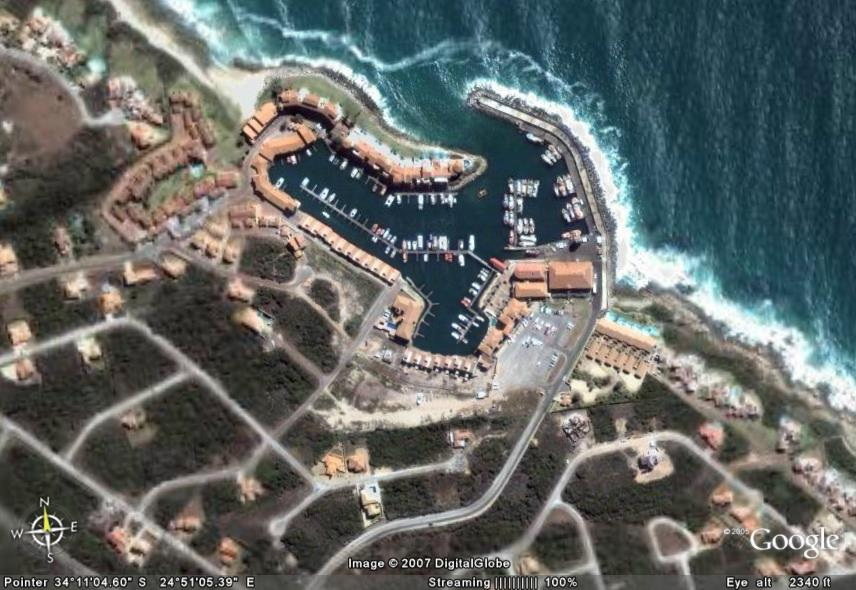 N
W E
S
© 2005 Google
Image © 2007 DigitalGlobe
Pointer 34°11'04.60" S 24°51'05.39" E Streaming |||||||||| 100% Eye alt 2340 ft